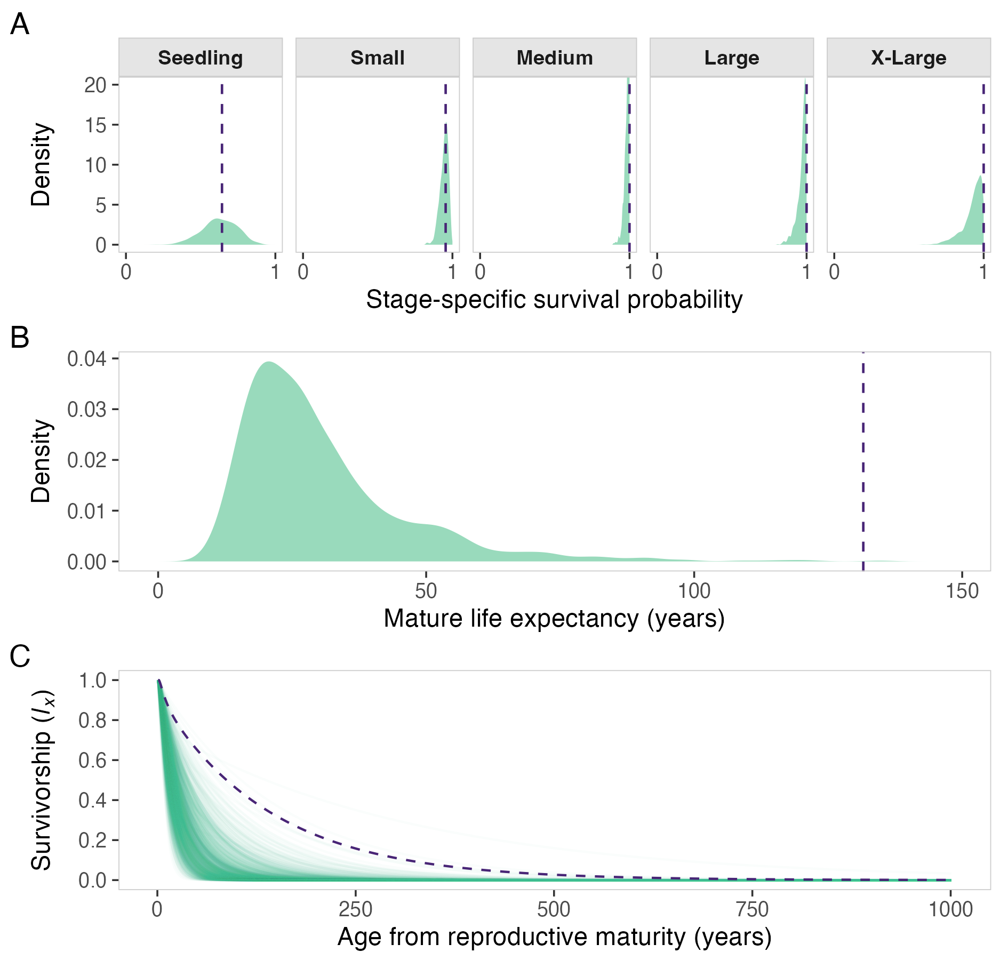 A
Seedling Small Medium Large X-Large
Density
20
15
10
5
0
0 1 0 1 0 1 0 1 0 1
Stage-specific survival probability
B
Density
0.04
0.03
0.02
0.01
0.00
0 50 100 150
Mature life expectancy (years)
C
Survivorship (lₓ)
1.0
0.8
0.6
0.4
0.2
0.0
0 250 500 750 1000
Age from reproductive maturity (years)